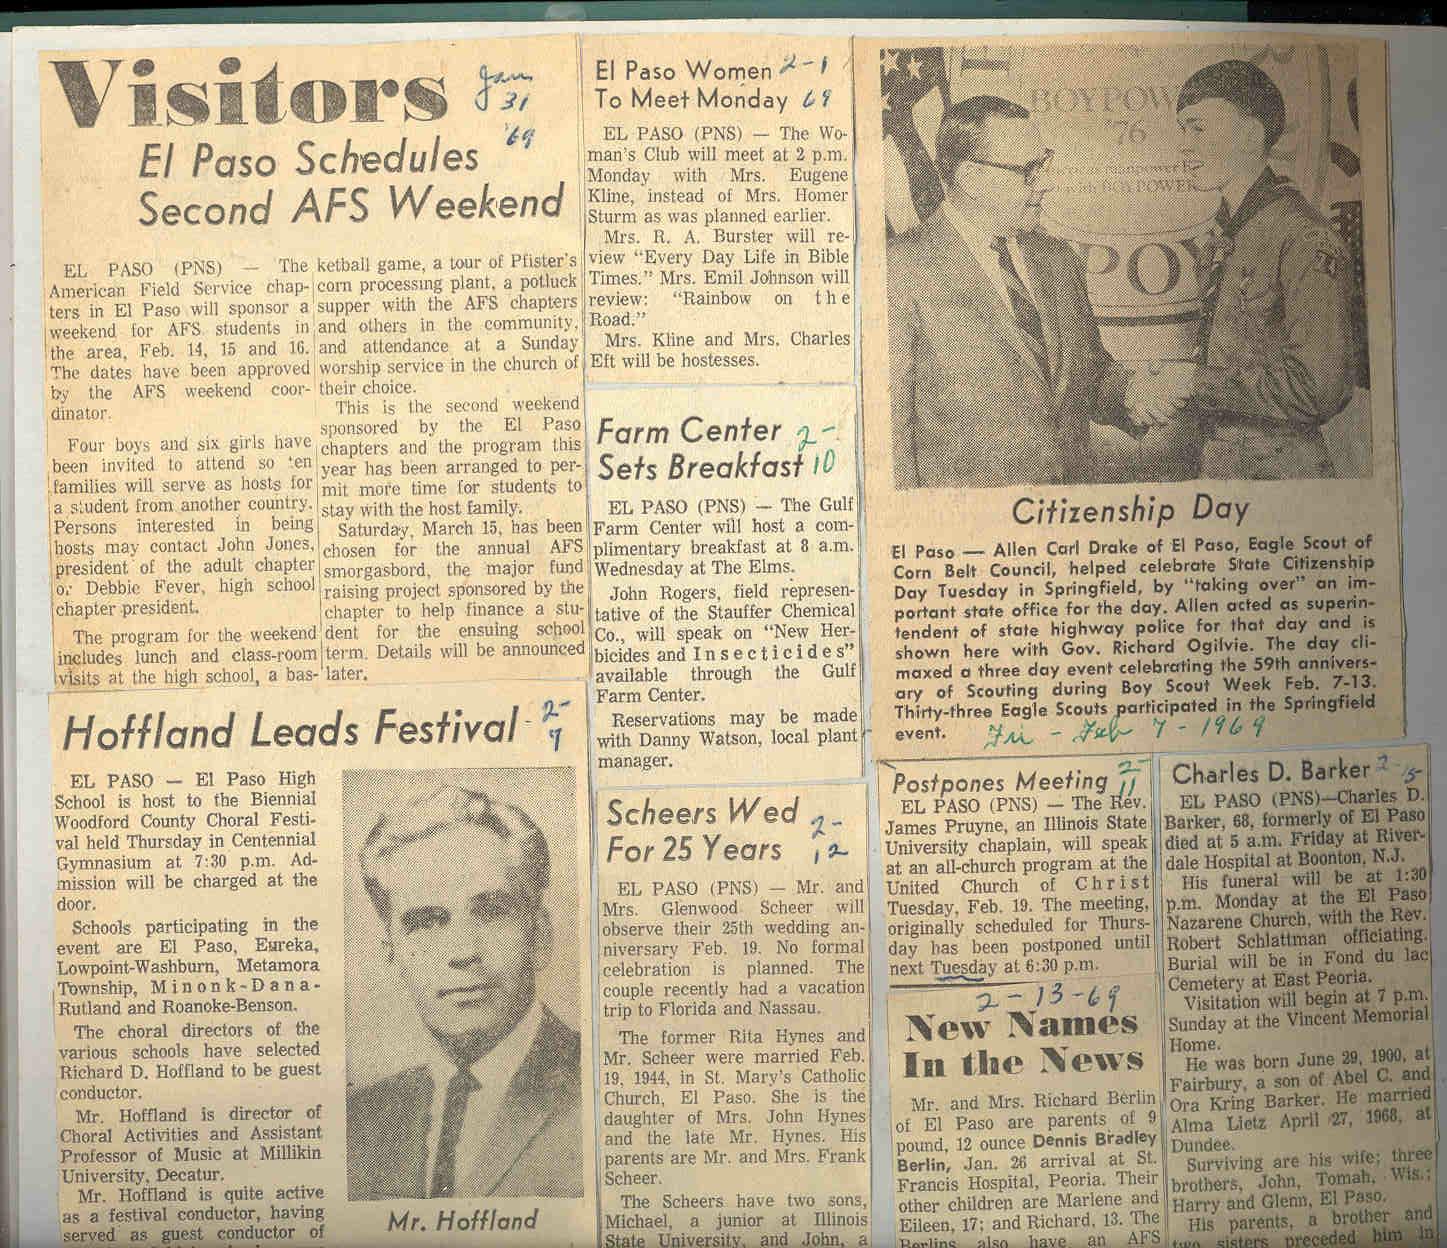 Visitors
Jan
31
'69
El Paso Schedules
Second AFS Weekend
EL PASO (PNS) — The
American Field Service chap-
ters in El Paso will sponsor a
weekend for AFS students in
the area, Feb. 14, 15 and 16.
The dates have been approved
by the AFS weekend coor-
dinator.
Four boys and six girls have
been invited to attend so ten
families will serve as hosts for
a student from another country.
Persons interested in being
hosts may contact John Jones,
president of the adult chapter
or Debbie Fever, high school
chapter president.
The program for the weekend
includes lunch and class-room
visits at the high school, a bas-
ketball game, a tour of Pfister's
corn processing plant, a potluck
supper with the AFS chapters
and others in the community,
and attendance at a Sunday
worship service in the church of
their choice.
This is the second weekend
sponsored by the El Paso
chapters and the program this
year has been arranged to per-
mit more time for students to
stay with the host family.
Saturday, March 15, has been
chosen for the annual AFS
smorgasbord, the major fund
raising project sponsored by the
chapter to help finance a stu-
dent for the ensuing school
term. Details will be announced
later.
Hoffland Leads Festival
2-
7
EL PASO — El Paso High
School is host to the Biennial
Woodford County Choral Festi-
val held Thursday in Centennial
Gymnasium at 7:30 p.m. Ad-
mission will be charged at the
door.
Schools participating in the
event are El Paso, Eureka,
Lowpoint-Washburn, Metamora
Township, Minonk-Dana-
Rutland and Roanoke-Benson.
The choral directors of the
various schools have selected
Richard D. Hoffland to be guest
conductor.
Mr. Hoffland is director of
Choral Activities and Assistant
Professor of Music at Millikin
University, Decatur.
Mr. Hoffland is quite active
as a festival conductor, having
served as guest conductor of
Mr. Hoffland
El Paso Women 2-1
To Meet Monday 69
EL PASO (PNS) — The Wo-
man's Club will meet at 2 p.m.
Monday with Mrs. Eugene
Kline, instead of Mrs. Homer
Sturm as was planned earlier.
Mrs. R. A. Burster will re-
view "Every Day Life in Bible
Times." Mrs. Emil Johnson will
review: "Rainbow on the
Road."
Mrs. Kline and Mrs. Charles
Eft will be hostesses.
Farm Center 2-
Sets Breakfast 10
EL PASO (PNS) — The Gulf
Farm Center will host a com-
plimentary breakfast at 8 a.m.
Wednesday at The Elms.
John Rogers, field represen-
tative of the Stauffer Chemical
Co., will speak on "New Her-
bicides and Insecticides"
available through the Gulf
Farm Center.
Reservations may be made
with Danny Watson, local plant
manager.
Scheers Wed 2-
For 25 Years 12
EL PASO (PNS) — Mr. and
Mrs. Glenwood Scheer will
observe their 25th wedding an-
niversary Feb. 19. No formal
celebration is planned. The
couple recently had a vacation
trip to Florida and Nassau.
The former Rita Hynes and
Mr. Scheer were married Feb.
19, 1944, in St. Mary's Catholic
Church, El Paso. She is the
daughter of Mrs. John Hynes
and the late Mr. Hynes. His
parents are Mr. and Mrs. Frank
Scheer.
The Scheers have two sons,
Michael, a junior at Illinois
State University, and John, a
BOYPOW
'76
manpower
POWER
BOY
POW
Citizenship Day
El Paso — Allen Carl Drake of El Paso, Eagle Scout of
Corn Belt Council, helped celebrate State Citizenship
Day Tuesday in Springfield, by "taking over" an im-
portant state office for the day. Allen acted as superin-
tendent of state highway police for that day and is
shown here with Gov. Richard Ogilvie. The day cli-
maxed a three day event celebrating the 59th annivers-
ary of Scouting during Boy Scout Week Feb. 7-13.
Thirty-three Eagle Scouts participated in the Springfield
event. Fri - Feb 7 - 1969
Postpones Meeting 2-
11
EL PASO (PNS) — The Rev.
James Pruyne, an Illinois State
University chaplain, will speak
at an all-church program at the
United Church of Christ
Tuesday, Feb. 19. The meeting,
originally scheduled for Thurs-
day has been postponed until
next Tuesday at 6:30 p.m.
2-13-69
New Names
In the News
Mr. and Mrs. Richard Berlin
of El Paso are parents of 9
pound, 12 ounce Dennis Bradley
Berlin, Jan. 26 arrival at St.
Francis Hospital, Peoria. Their
other children are Marlene and
Eileen, 17; and Richard, 13. The
Berlins also have an AFS
Charles D. Barker 2-15
EL PASO (PNS)—Charles D.
Barker, 68, formerly of El Paso
died at 5 a.m. Friday at River-
dale Hospital at Boonton, N.J.
His funeral will be at 1:30
p.m. Monday at the El Paso
Nazarene Church, with the Rev.
Robert Schlattman officiating.
Burial will be in Fond du lac
Cemetery at East Peoria.
Visitation will begin at 7 p.m.
Sunday at the Vincent Memorial
Home.
He was born June 29, 1900, at
Fairbury, a son of Abel C. and
Ora Kring Barker. He married
Alma Lietz April 27, 1968, at
Dundee.
Surviving are his wife; three
brothers, John, Tomah, Wis.;
Harry and Glenn, El Paso.
His parents, a brother and
two sisters preceded him in